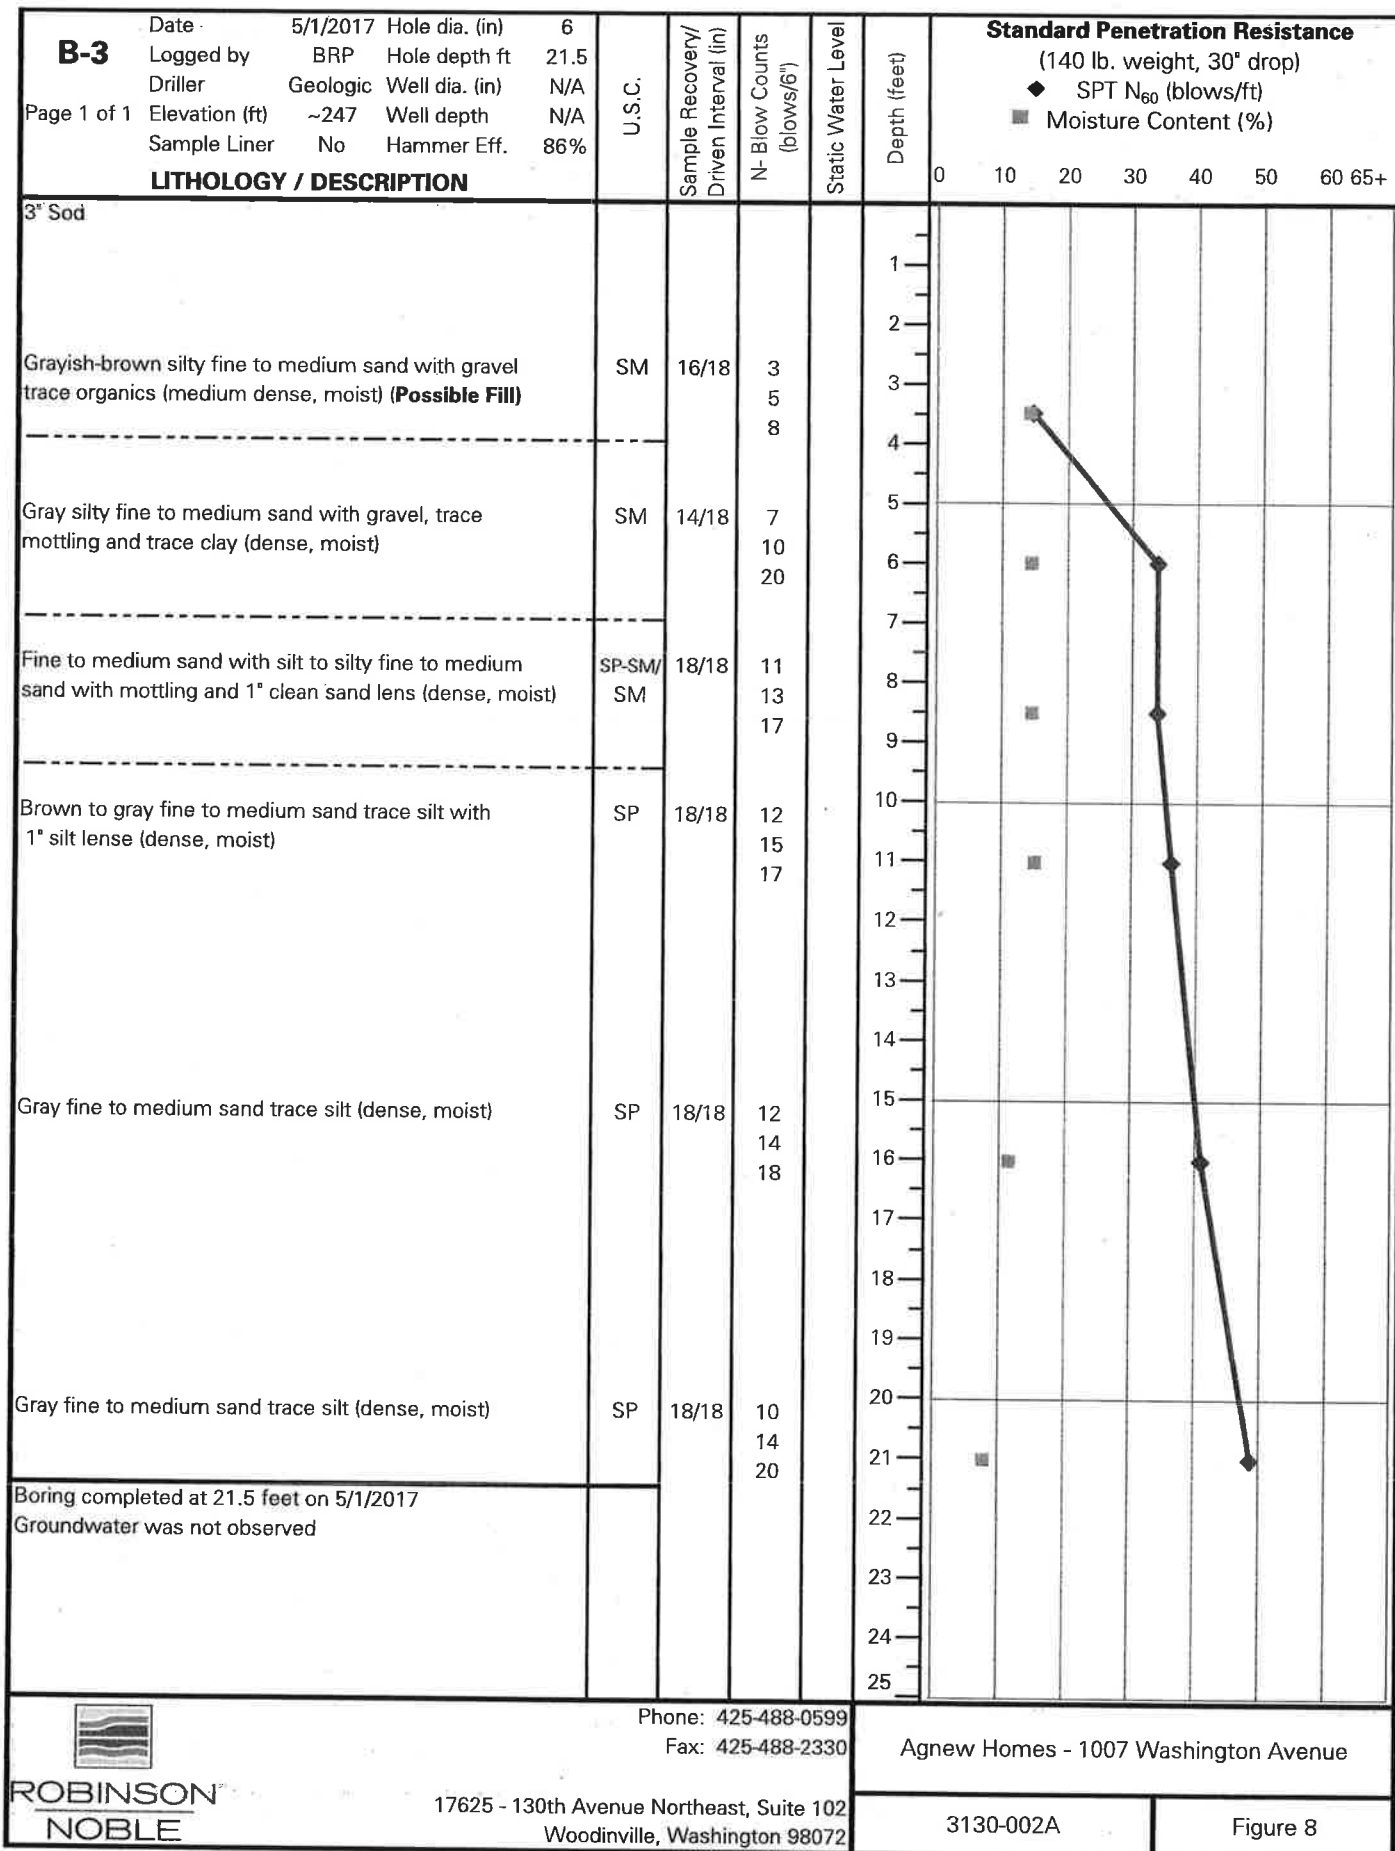 B-3
Page 1 of 1
Date 5/1/2017 Hole dia. (in) 6
Logged by BRP Hole depth ft 21.5
Driller Geologic Well dia. (in) N/A
Elevation (ft) ~247 Well depth N/A
Sample Liner No Hammer Eff. 86%
LITHOLOGY / DESCRIPTION
U.S.C.
Sample Recovery/
Driven Interval (in)
N- Blow Counts
(blows/6")
Static Water Level
Depth (feet)
Standard Penetration Resistance
(140 lb. weight, 30" drop)
SPT N60 (blows/ft)
Moisture Content (%)
0 10 20 30 40 50 60 65+
3" Sod
Grayish-brown silty fine to medium sand with gravel SM 16/18 3
trace organics (medium dense, moist) (Possible Fill) 5
8
Gray silty fine to medium sand with gravel, trace SM 14/18 7
mottling and trace clay (dense, moist) 10
20
Fine to medium sand with silt to silty fine to medium SP-SM/ 18/18 11
sand with mottling and 1" clean sand lens (dense, moist) SM 13
17
Brown to gray fine to medium sand trace silt with SP 18/18 12
1" silt lense (dense, moist) 15
17
Gray fine to medium sand trace silt (dense, moist) SP 18/18 12
14
18
Gray fine to medium sand trace silt (dense, moist) SP 18/18 10
14
20
Boring completed at 21.5 feet on 5/1/2017
Groundwater was not observed
1
2
3
4
5
6
7
8
9
10
11
12
13
14
15
16
17
18
19
20
21
22
23
24
25
ROBINSON
NOBLE
Phone: 425-488-0599
Fax: 425-488-2330
17625 - 130th Avenue Northeast, Suite 102
Woodinville, Washington 98072
Agnew Homes - 1007 Washington Avenue
3130-002A
Figure 8